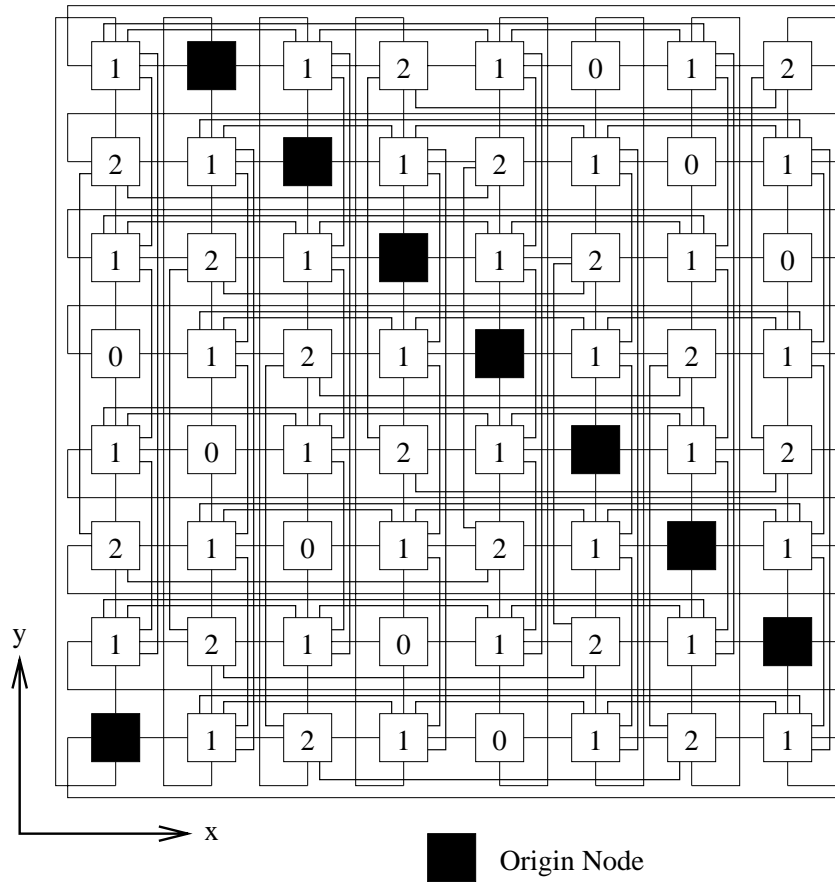 1 1 2 1 0 1 2
2 1 1 2 1 0 1
1 2 1 1 2 1 0
0 1 2 1 1 2 1
1 0 1 2 1 1 2
2 1 0 1 2 1 1
1 2 1 0 1 2 1
y
1 2 1 0 1 2 1
x
Origin Node